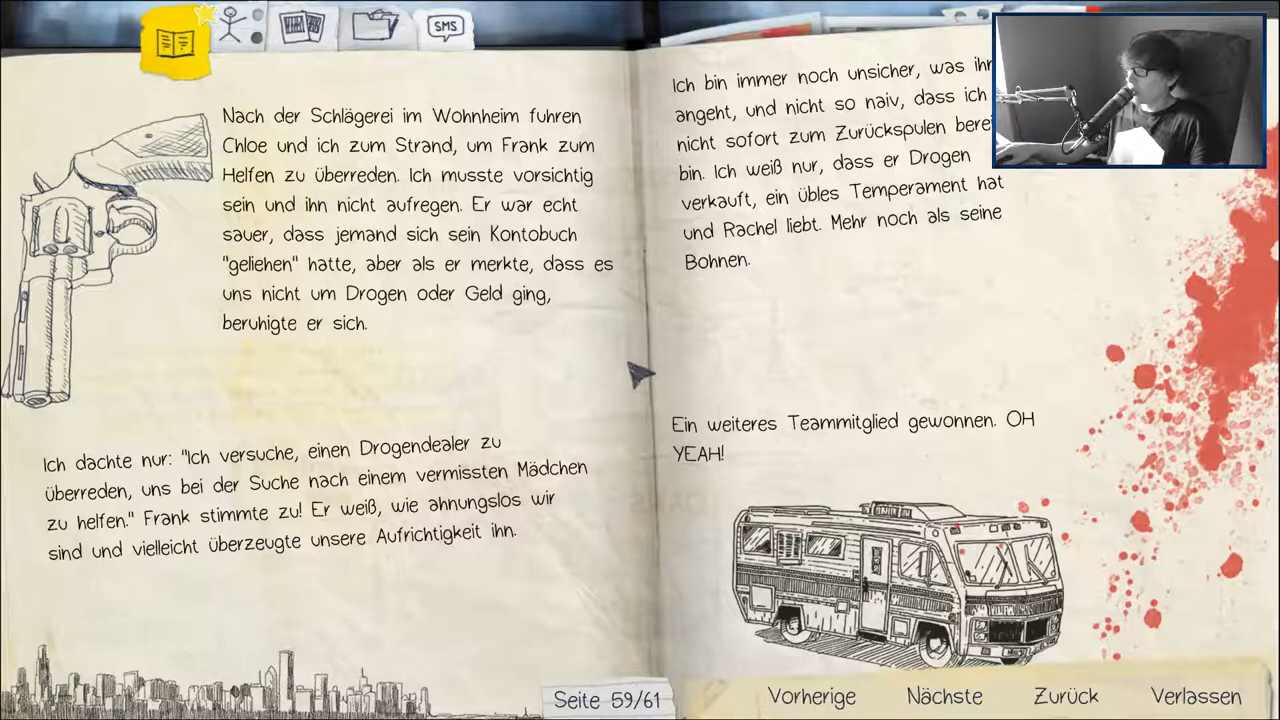 SMS
Nach der Schlägerei im Wohnheim fuhren
Chloe und ich zum Strand, um Frank zum
Helfen zu überreden. Ich musste vorsichtig
sein und ihn nicht aufregen. Er war echt
sauer, dass jemand sich sein Kontobuch
"geliehen" hatte, aber als er merkte, dass es
uns nicht um Drogen oder Geld ging,
beruhigte er sich.
Ich dachte nur: "Ich versuche, einen Drogendealer zu
überreden, uns bei der Suche nach einem vermissten Mädchen
zu helfen." Frank stimmte zu! Er weiß, wie ahnungslos wir
sind und vielleicht überzeugte unsere Aufrichtigkeit ihn.
Ich bin immer noch unsicher, was ihn
angeht, und nicht so naiv, dass ich
nicht sofort zum Zurückspulen
bin. Ich weiß nur, dass er Drogen
verkauft, ein übles Temperament hat
und Rachel liebt. Mehr noch als seine
Bohnen.
Ein weiteres Teammitglied gewonnen. OH
YEAH!
Seite 59/61
Vorherige Nächste Zurück Verlassen